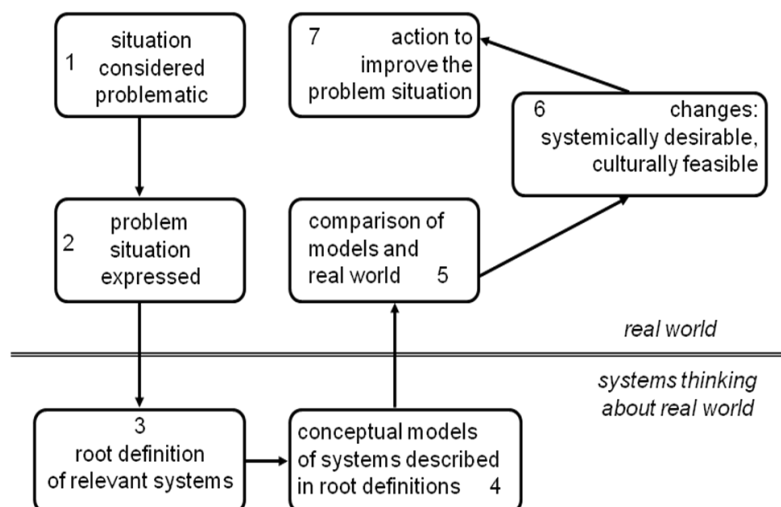 1
situation
considered
problematic
7
action to
improve the
problem situation
6
changes:
systemically desirable,
culturally feasible
2
problem
situation
expressed
comparison of
models and
real world 5
real world
systems thinking
about real world
3
root definition
of relevant systems
conceptual models
of systems described
in root definitions 4